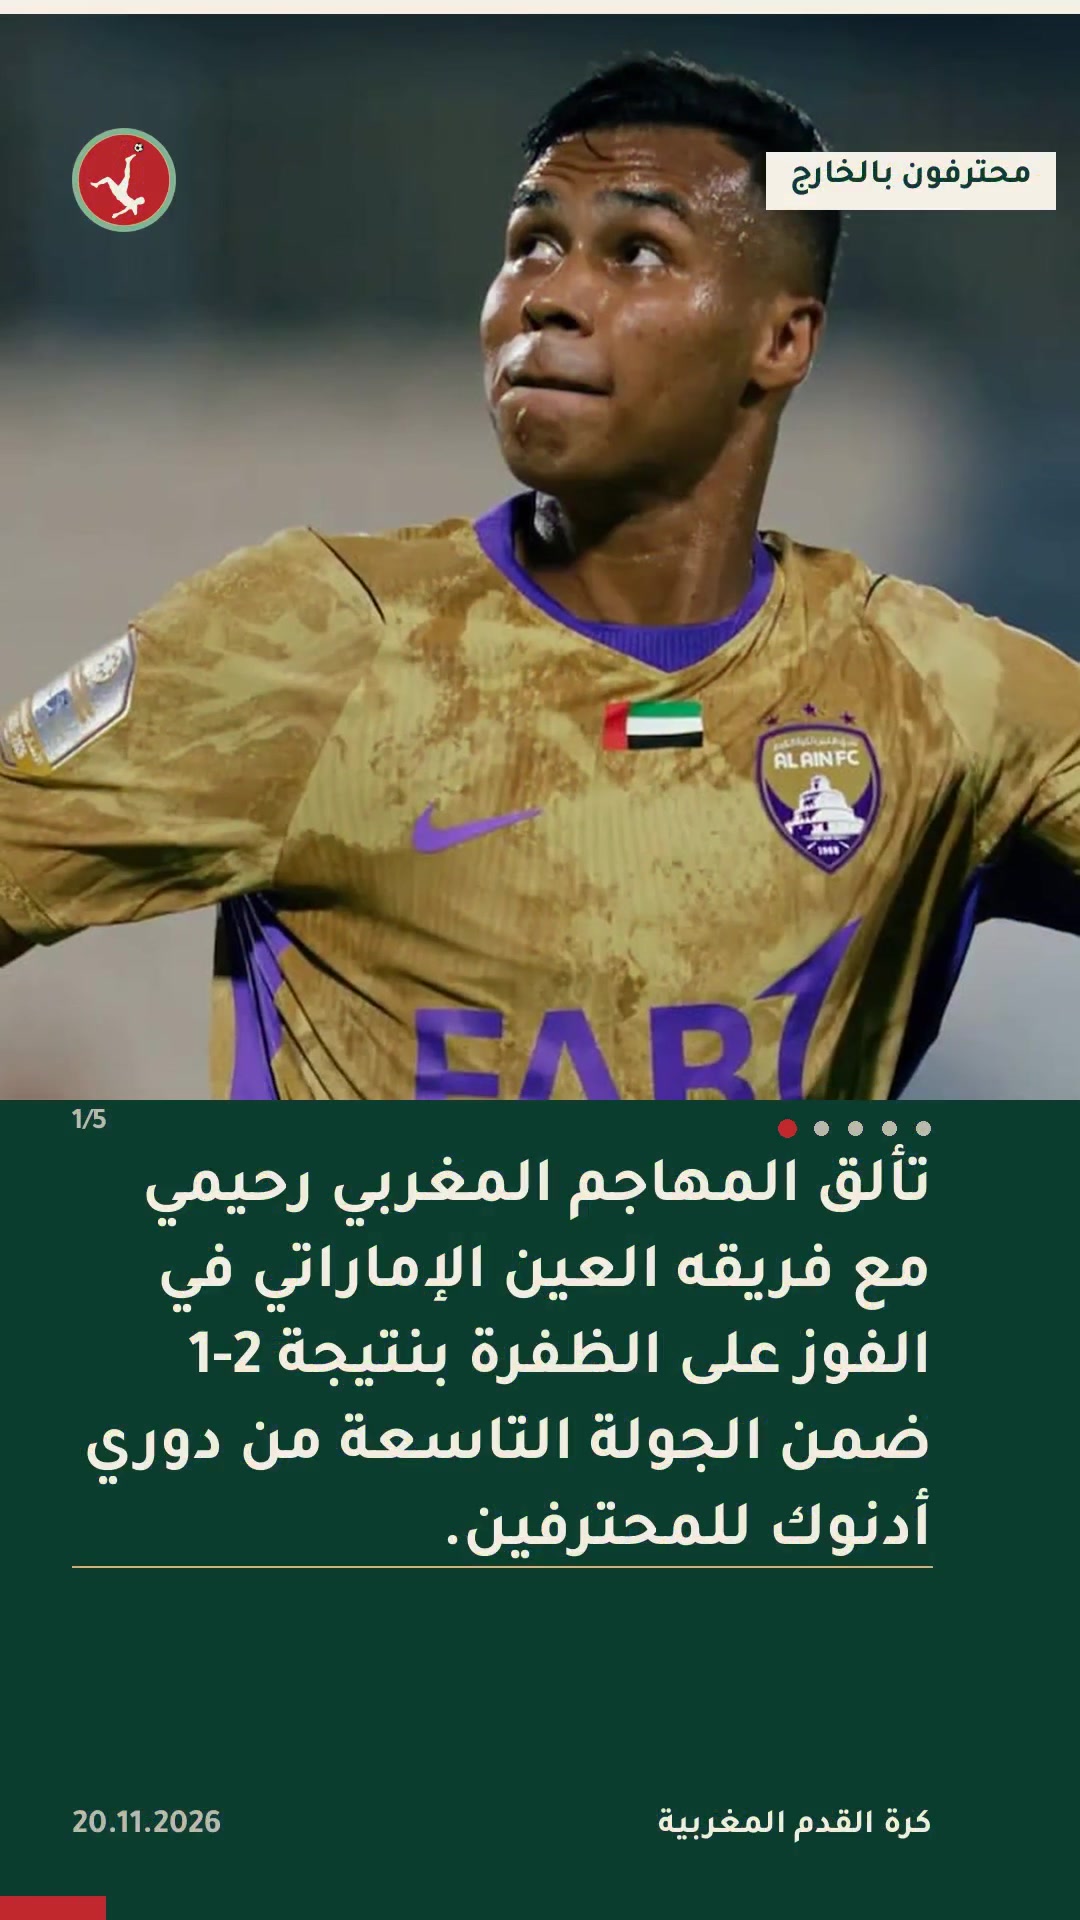 محترفون بالخارج
AL AIN FC
1968
FAB
1/5
تألق المهاجم المغربي رحيمي
مع فريقه العين الإماراتي في
الفوز على الظفرة بنتيجة 2-1
ضمن الجولة التاسعة من دوري
أدنوك للمحترفين.
20.11.2026
كرة القدم المغربية